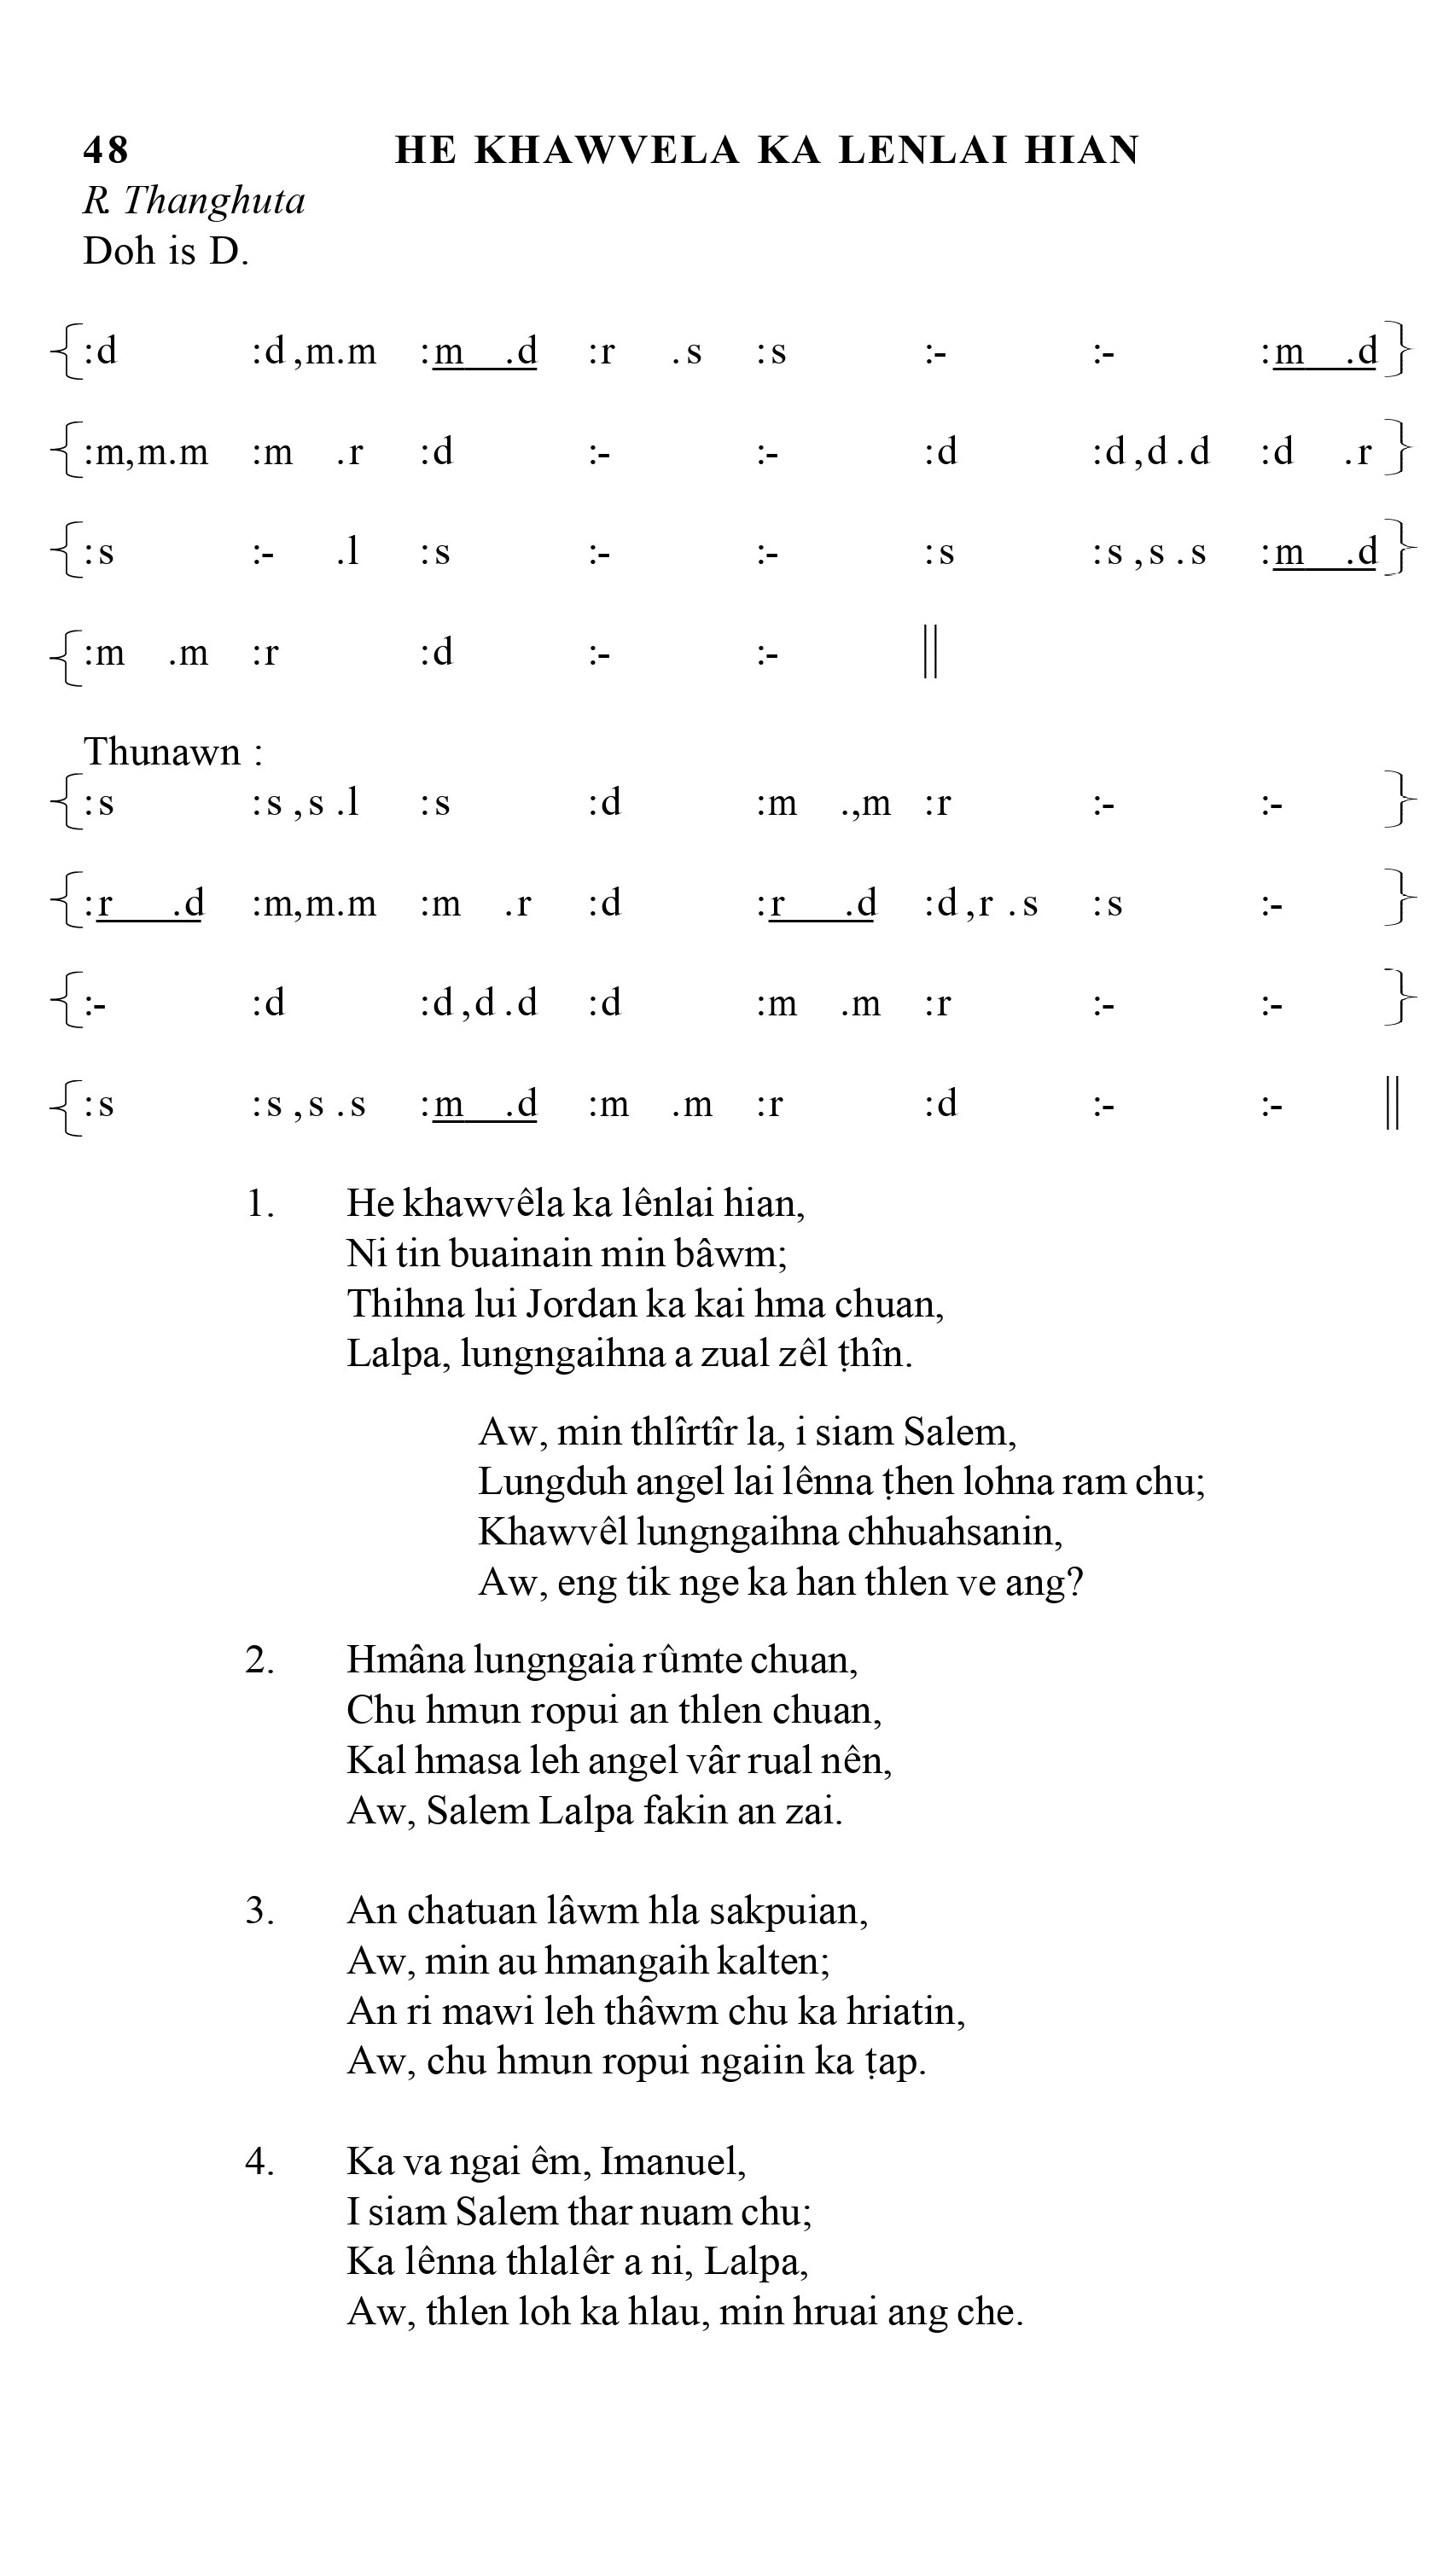 48 HE KHAWVELA KA LENLAI HIAN
R. Thanghuta
Doh is D.
{:d :d ,m.m :m .d :r .s :s :- :- :m .d}
{:m,m.m :m .r :d :- :- :d :d ,d .d :d .r}
{:s :- .l :s :- :- :s :s ,s .s :m .d}
{:m .m :r :d :- :- ||
Thunawn :
{:s :s ,s .l :s :d :m .,m :r :- :- }
{:r .d :m,m.m :m .r :d :r .d :d ,r .s :s :- }
{:- :d :d ,d .d :d :m .m :r :- :- }
{:s :s ,s .s :m .d :m .m :r :d :- :- ||
1. He khawvêla ka lênlai hian,
Ni tin buainain min bâwm;
Thihna lui Jordan ka kai hma chuan,
Lalpa, lungngaihna a zual zêl ṭhîn.
Aw, min thlîrtîr la, i siam Salem,
Lungduh angel lai lênna ṭhen lohna ram chu;
Khawvêl lungngaihna chhuahsanin,
Aw, eng tik nge ka han thlen ve ang?
2. Hmâna lungngaia rûmte chuan,
Chu hmun ropui an thlen chuan,
Kal hmasa leh angel vâr rual nên,
Aw, Salem Lalpa fakin an zai.
3. An chatuan lâwm hla sakpuian,
Aw, min au hmangaih kalten;
An ri mawi leh thâwm chu ka hriatin,
Aw, chu hmun ropui ngaiin ka ṭap.
4. Ka va ngai êm, Imanuel,
I siam Salem thar nuam chu;
Ka lênna thlalêr a ni, Lalpa,
Aw, thlen loh ka hlau, min hruai ang che.